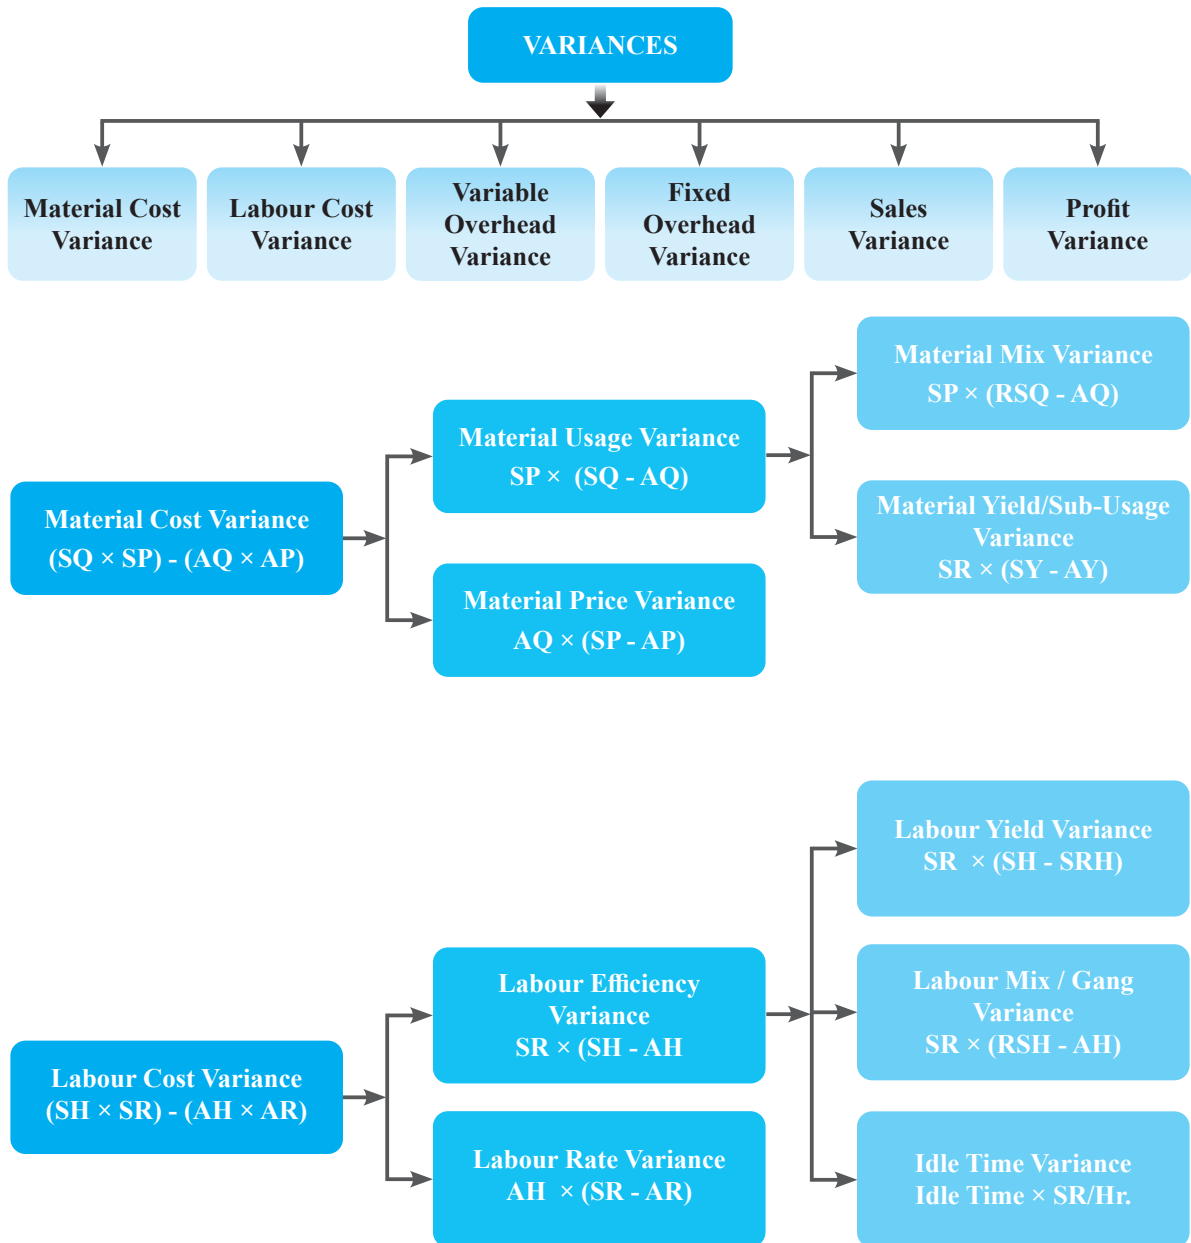 VARIANCES
Material Cost
Variance
Labour Cost
Variance
Variable
Overhead
Variance
Fixed
Overhead
Variance
Sales
Variance
Profit
Variance
Material Cost Variance
(SQ × SP) - (AQ × AP)
Material Usage Variance
SP × (SQ - AQ)
Material Price Variance
AQ × (SP - AP)
Material Mix Variance
SP × (RSQ - AQ)
Material Yield/Sub-Usage
Variance
SR × (SY - AY)
Labour Cost Variance
(SH × SR) - (AH × AR)
Labour Efficiency
Variance
SR × (SH - AH
Labour Rate Variance
AH × (SR - AR)
Labour Yield Variance
SR × (SH - SRH)
Labour Mix / Gang
Variance
SR × (RSH - AH)
Idle Time Variance
Idle Time × SR/Hr.